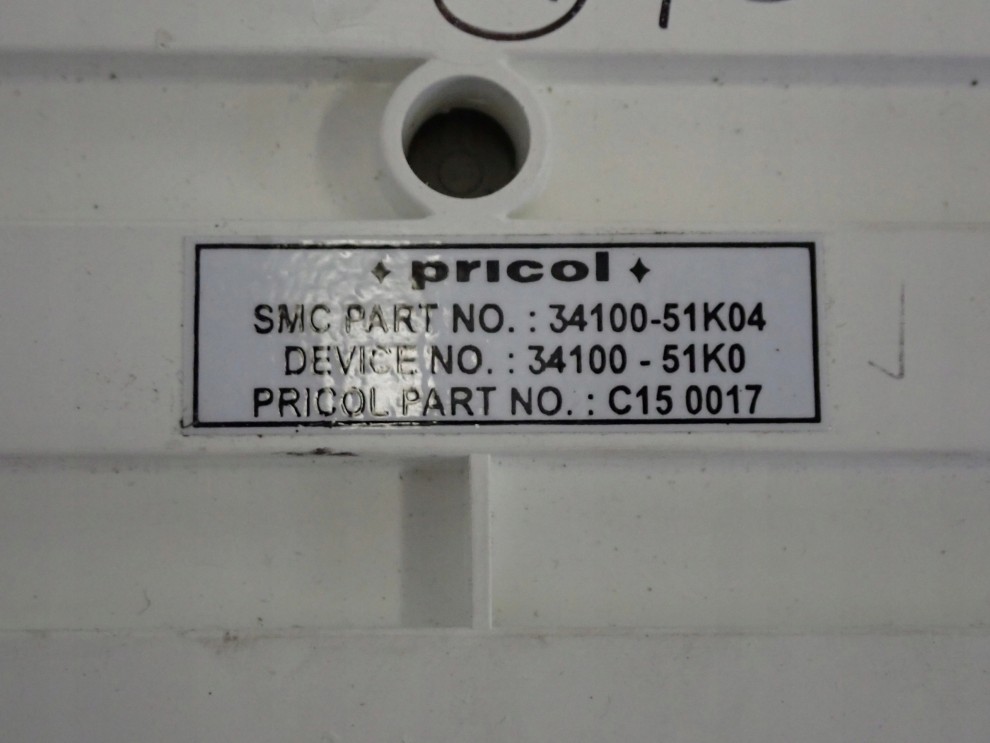 pricol
SMC PART NO. : 34100-51K04
DEVICE NO. : 34100 - 51K0
PRICOL PART NO. : C15 0017